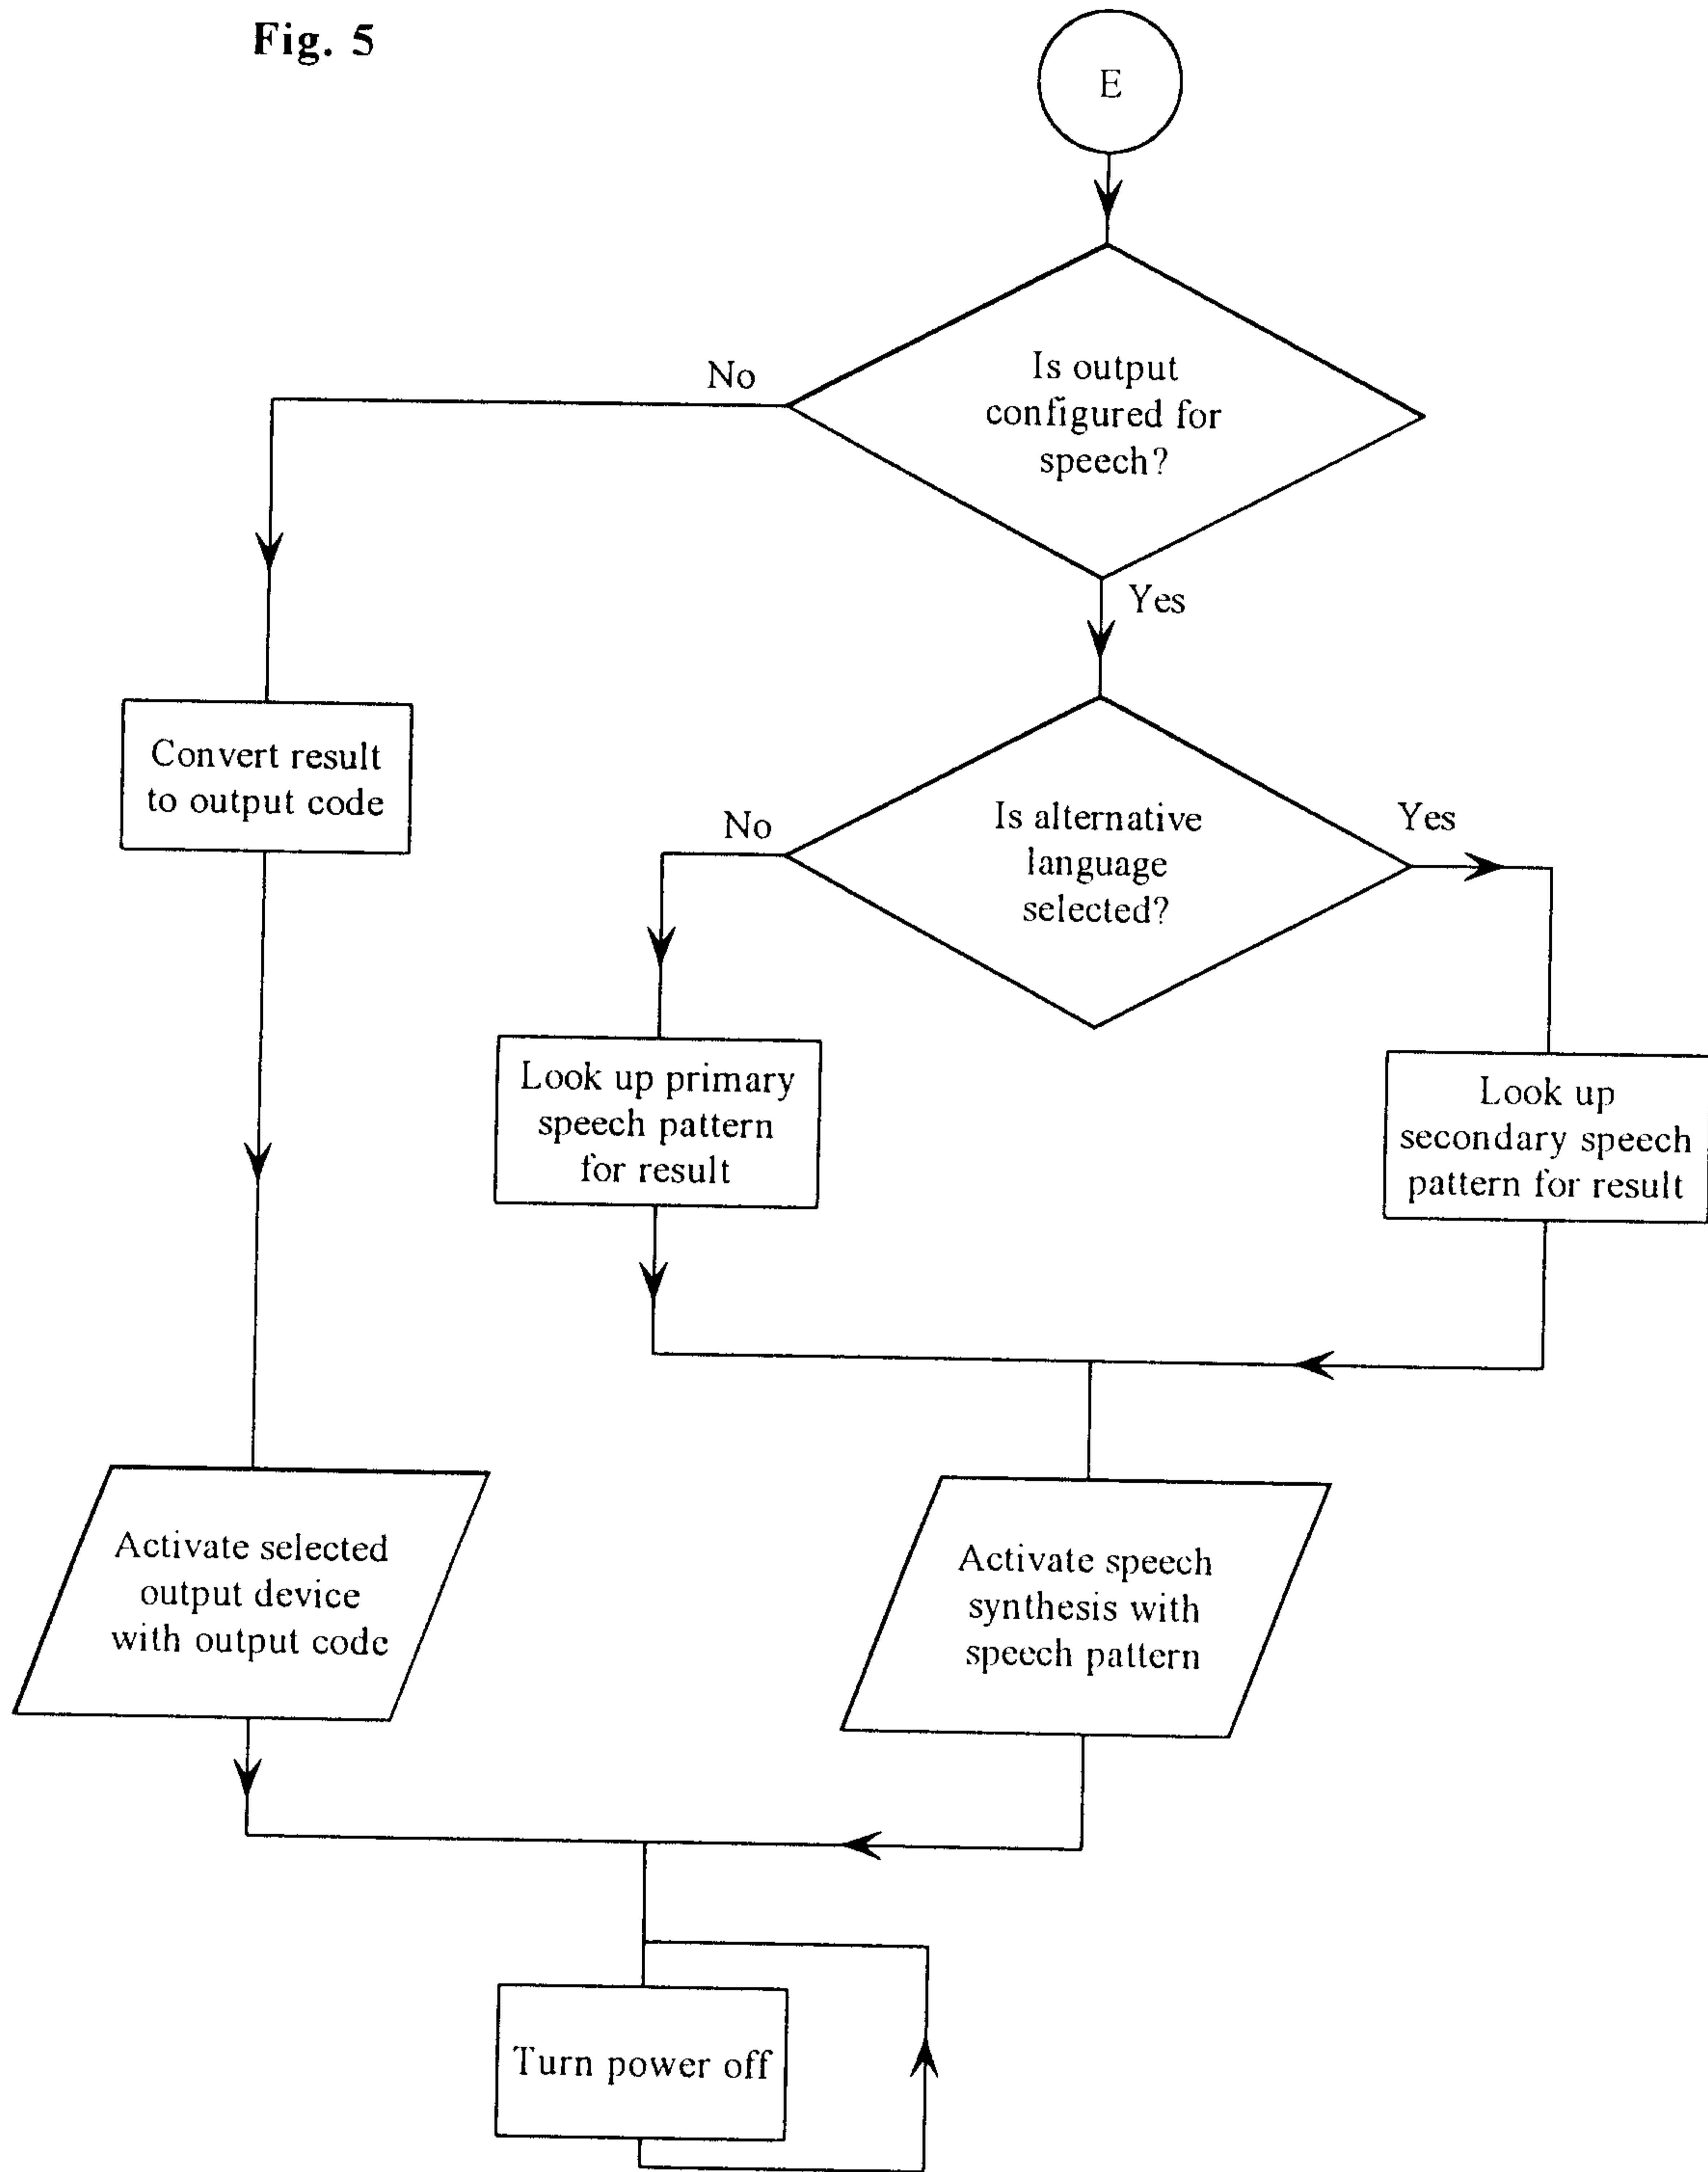 Fig. 5
E
Is output
configured for
speech?
No
Yes
Convert result
to output code
Is alternative
language
selected?
No
Yes
Look up primary
speech pattern
for result
Look up
secondary speech
pattern for result
Activate selected
output device
with output code
Activate speech
synthesis with
speech pattern
Turn power off